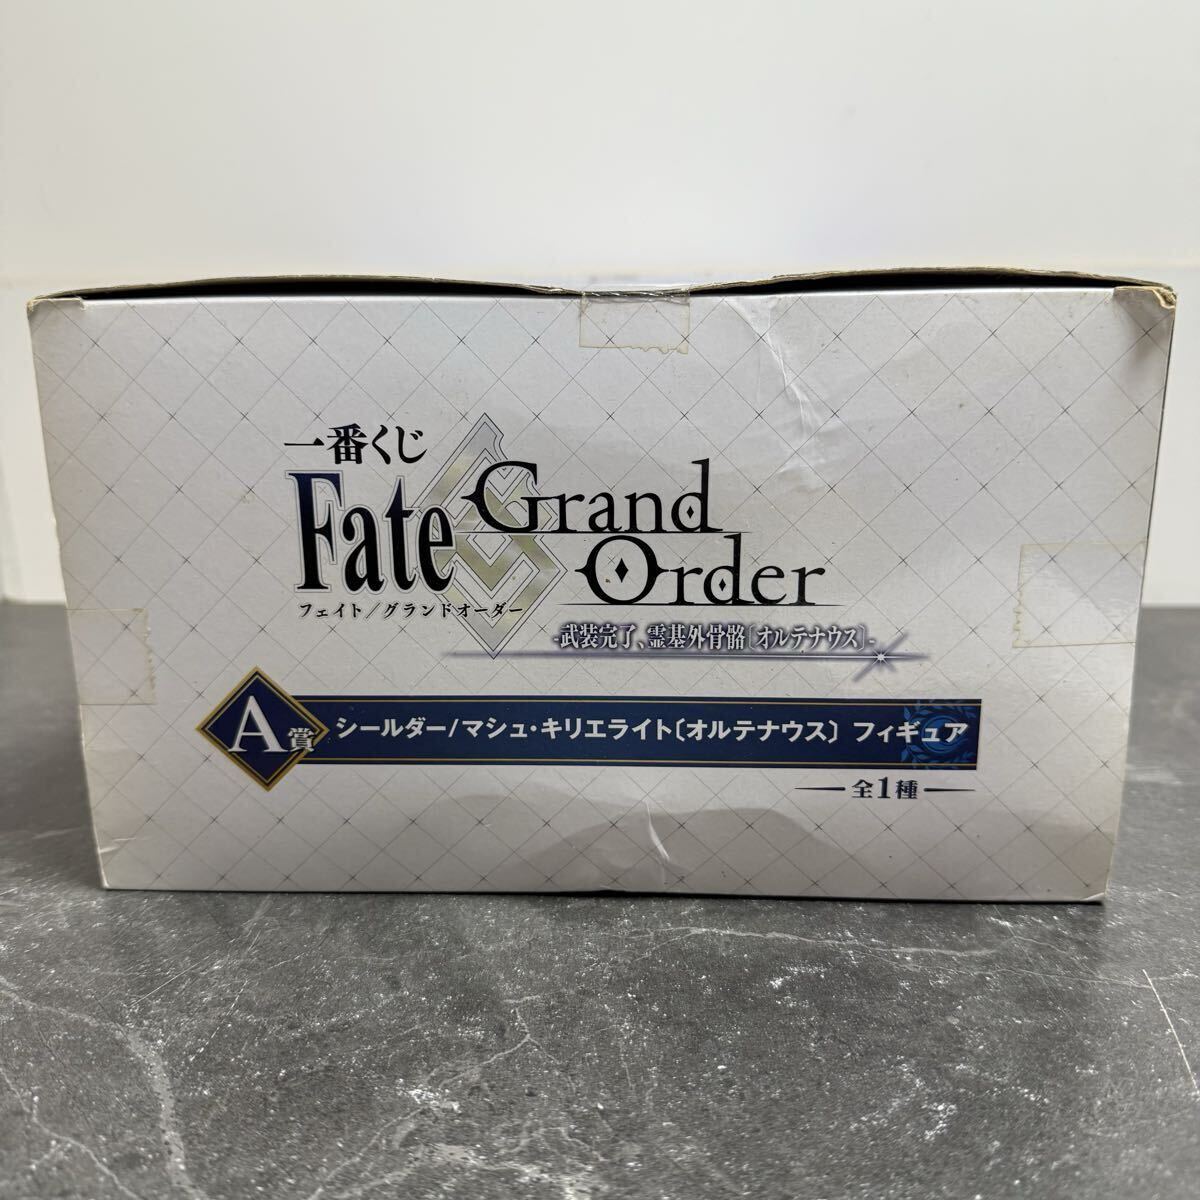 一番くじ
Fate Grand Order
フェイト／グランドオーダー
-武装完了、霊基外骨骼〔オルテナウス〕-
A賞 シールダー/マシュ・キリエライト〔オルテナウス〕 フィギュア
全1種